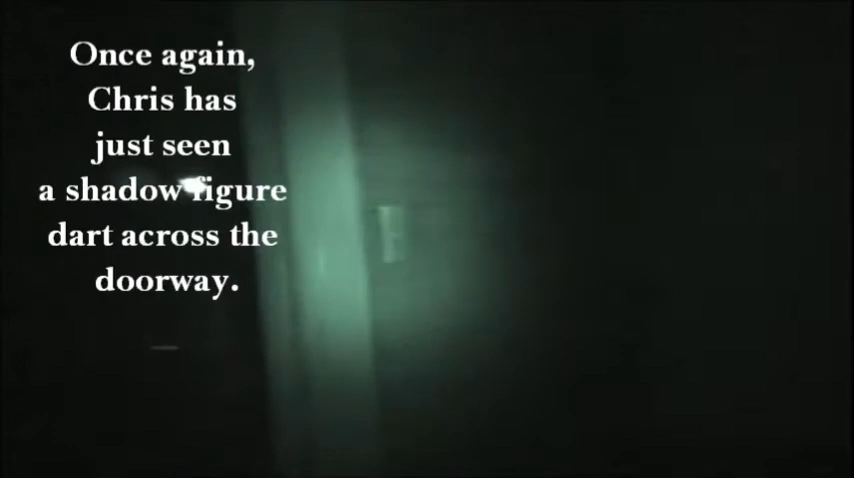 Once again,
Chris has
just seen
a shadow figure
dart across the
doorway.